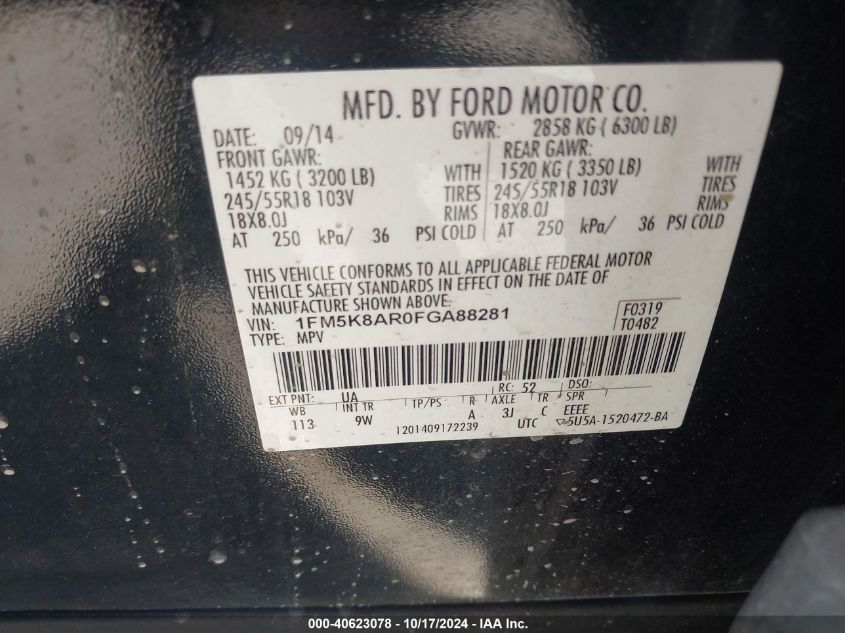 MFD. BY FORD MOTOR CO.
DATE: 09/14 GVWR: 2858 KG ( 6300 LB)
FRONT GAWR: REAR GAWR:
1452 KG ( 3200 LB) WITH 1520 KG ( 3350 LB) WITH
245/55R18 103V TIRES 245/55R18 103V TIRES
18X8.0J RIMS 18X8.0J RIMS
AT 250 kPa/ 36 PSI COLD AT 250 kPa/ 36 PSI COLD
THIS VEHICLE CONFORMS TO ALL APPLICABLE FEDERAL MOTOR
VEHICLE SAFETY STANDARDS IN EFFECT ON THE DATE OF
MANUFACTURE SHOWN ABOVE.
VIN: 1FM5K8AR0FGA88281 F0319
TYPE: MPV T0482
EXT PNT: UA RC: 52 DSO:
WB INT TR TP/PS R AXLE TR SPR
113 9W A 3J C EEEE
1201409172239 UTC ▽5U5A-1520472-BA
000-40623078 - 10/17/2024 - IAA Inc.